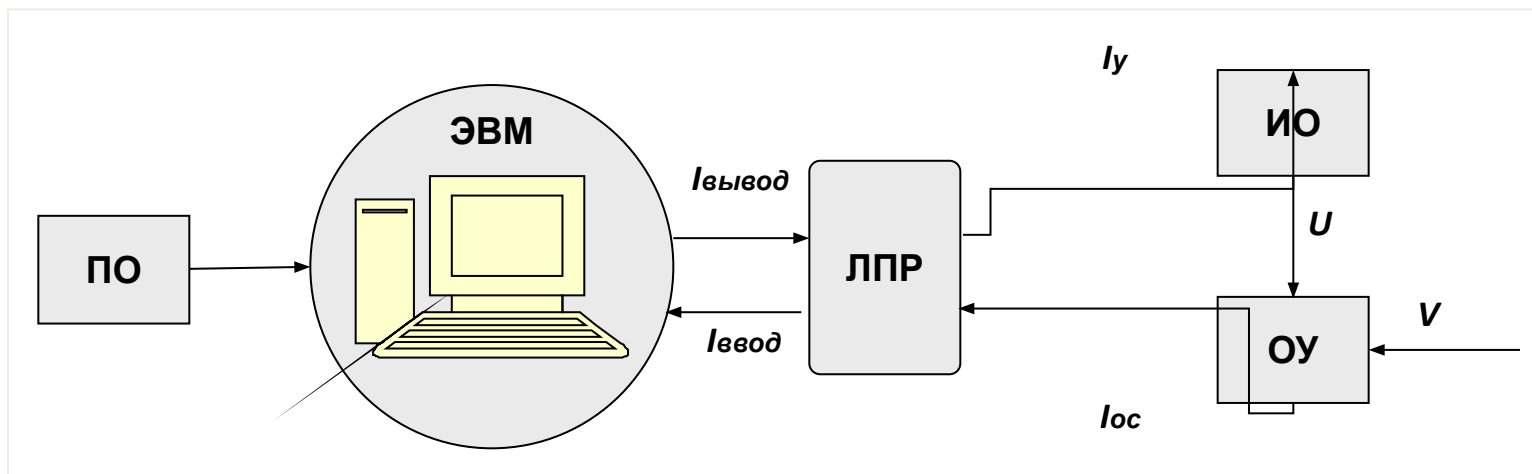 Iу
ИО
ЭВМ
Iвывод
U
ПО
ЛПР
V
ОУ
Iввод
Iос